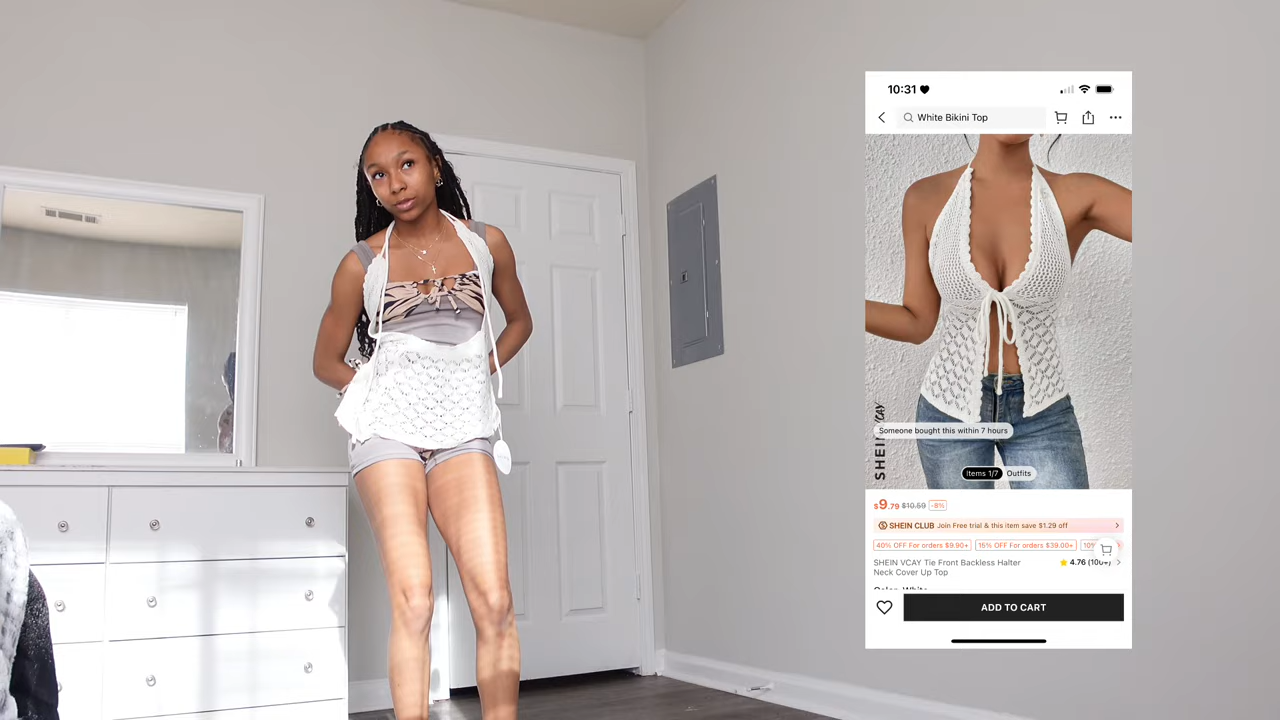 10:31
White Bikini Top
SHEIN VCAY
Someone bought this within 7 hours
Items 1/7 Outfits
$9.79 $10.59 -8%
S SHEIN CLUB Join Free trial & this item save $1.29 off
40% OFF For orders $9.90+ 15% OFF For orders $39.00+ 10%
SHEIN VCAY Tie Front Backless Halter 4.76 (100+)
Neck Cover Up Top
ADD TO CART